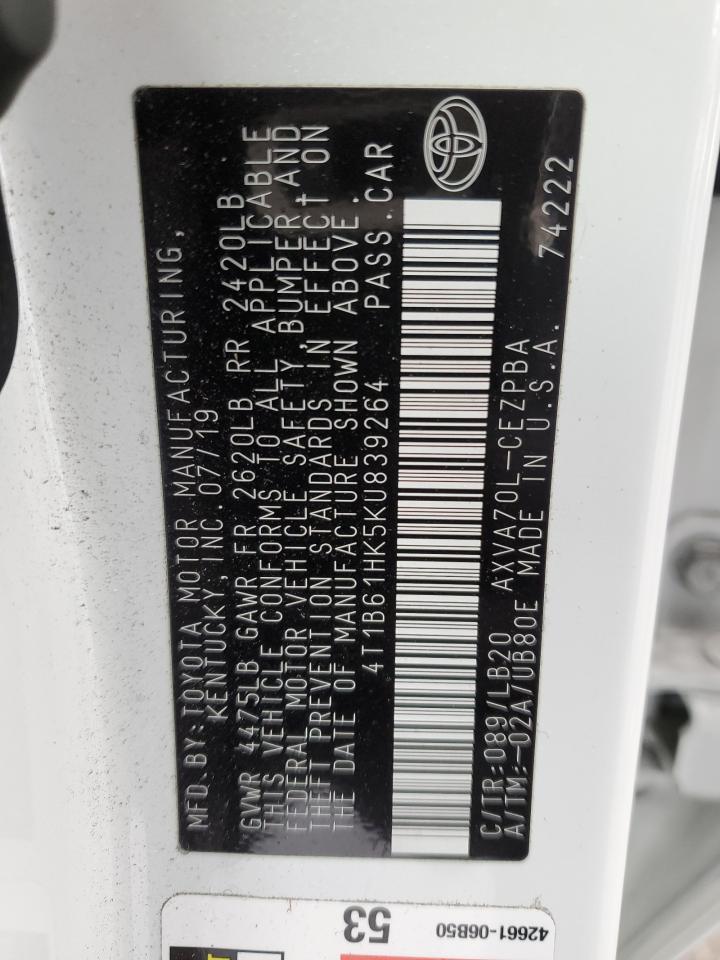 MFD.BY:TOYOTA MOTOR MANUFACTURING,
KENTUCKY, INC.07/19
GVWR 4475LB GAWR FR 2620LB RR 2420LB
THIS VEHICLE CONFORMS TO ALL APPLICABLE
FEDERAL MOTOR VEHICLE SAFETY, BUMPER, AND
THEFT PREVENTION STANDARDS IN EFFECT ON
THE DATE OF MANUFACTURE SHOWN ABOVE.
4T1B61HK5KU839264 PASS.CAR
C/TR:089/LB20 AXVA70L-CEZPBA
A/TM:-02A/UB80E MADE IN U.S.A. 74222
53
42661-06B50